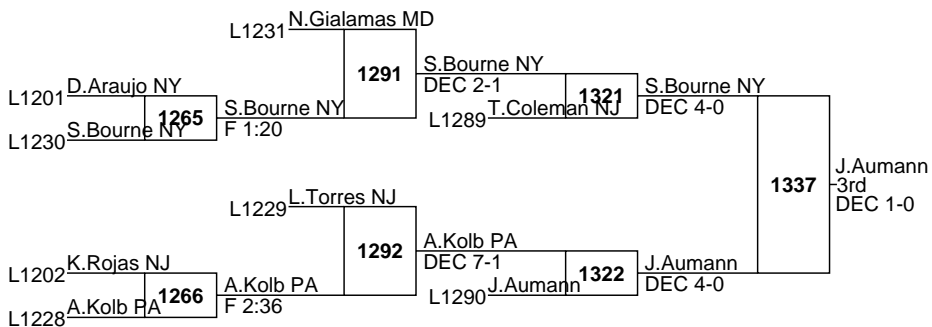 N.Gialamas MD
L1231
1291
S.Bourne NY
DEC 2-1
D.Araujo NY
L1201
1265
S.Bourne NY
F 1:20
S.Bourne NY
L1230
T.Coleman NJ
L1289
1321
S.Bourne NY
DEC 4-0
1337
J.Aumann
3rd
DEC 1-0
L.Torres NJ
L1229
1292
A.Kolb PA
DEC 7-1
K.Rojas NJ
L1202
1266
A.Kolb PA
F 2:36
A.Kolb PA
L1228
J.Aumann
L1290
1322
J.Aumann
DEC 4-0